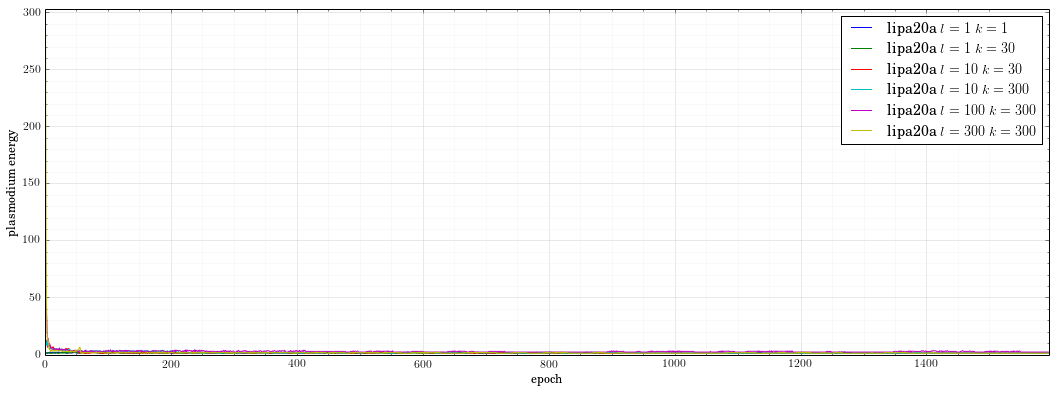 300
250
200
150
100
50
0
plasmodium energy
lipa20a l = 1 k = 1
lipa20a l = 1 k = 30
lipa20a l = 10 k = 30
lipa20a l = 10 k = 300
lipa20a l = 100 k = 300
lipa20a l = 300 k = 300
0 200 400 600 800 1000 1200 1400
epoch